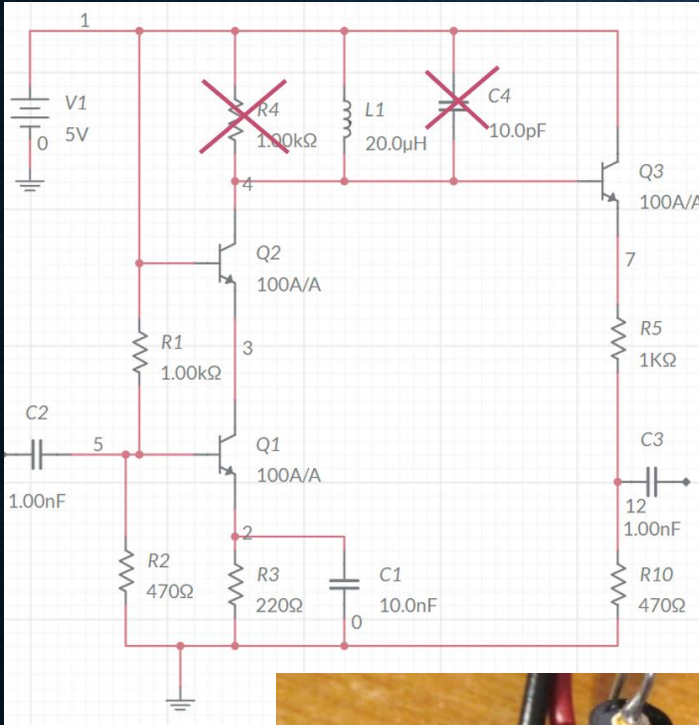 1
V1
5V
0
R4
1.00kΩ
L1
20.0µH
C4
10.0pF
Q3
100A/A
4
Q2
100A/A
7
R1
1.00kΩ
3
R5
1KΩ
C2
5
1.00nF
Q1
100A/A
C3
12
1.00nF
2
R2
470Ω
R3
220Ω
C1
10.0nF
0
R10
470Ω